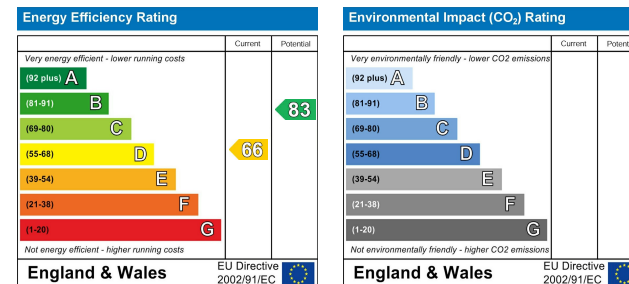 Energy Efficiency Rating
Current Potential
Very energy efficient - lower running costs
(92 plus) A
(81-91) B
83
(69-80) C
(55-68) D
66
(39-54) E
(21-38) F
(1-20) G
Not energy efficient - higher running costs
England & Wales
EU Directive
2002/91/EC
Environmental Impact (CO₂) Rating
Current Potent
Very environmentally friendly - lower CO2 emissions
(92 plus) A
(81-91) B
(69-80) C
(55-68) D
(39-54) E
(21-38) F
(1-20) G
Not environmentally friendly - higher CO2 emissions
England & Wales
EU Directive
2002/91/EC